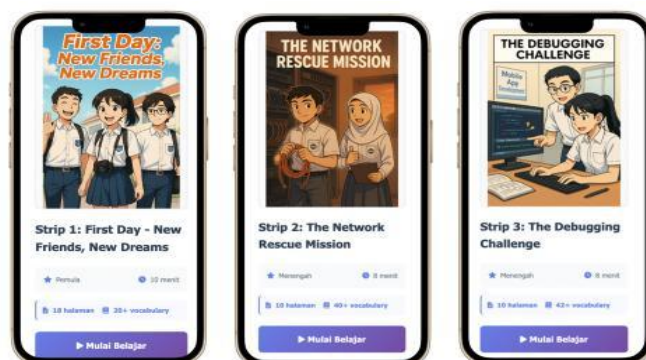 First Day:
New Friends,
New Dreams
Strip 1: First Day - New
Friends, New Dreams
Pemula
10 menit
18 halaman
30+ vocabulary
Mulai Belajar
THE NETWORK
RESCUE MISSION
Strip 2: The Network
Rescue Mission
Menengah
8 menit
10 halaman
40+ vocabulary
Mulai Belajar
THE DEBUGGING
CHALLENGE
Mobile
App
Development
Strip 3: The Debugging
Challenge
Menengah
8 menit
10 halaman
42+ vocabulary
Mulai Belajar